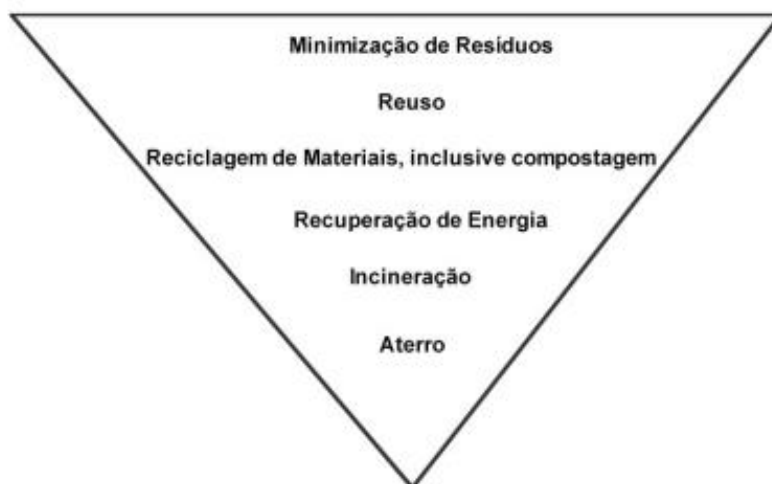 Minimização de Resíduos
Reuso
Reciclagem de Materiais, inclusive compostagem
Recuperação de Energia
Incineração
Aterro